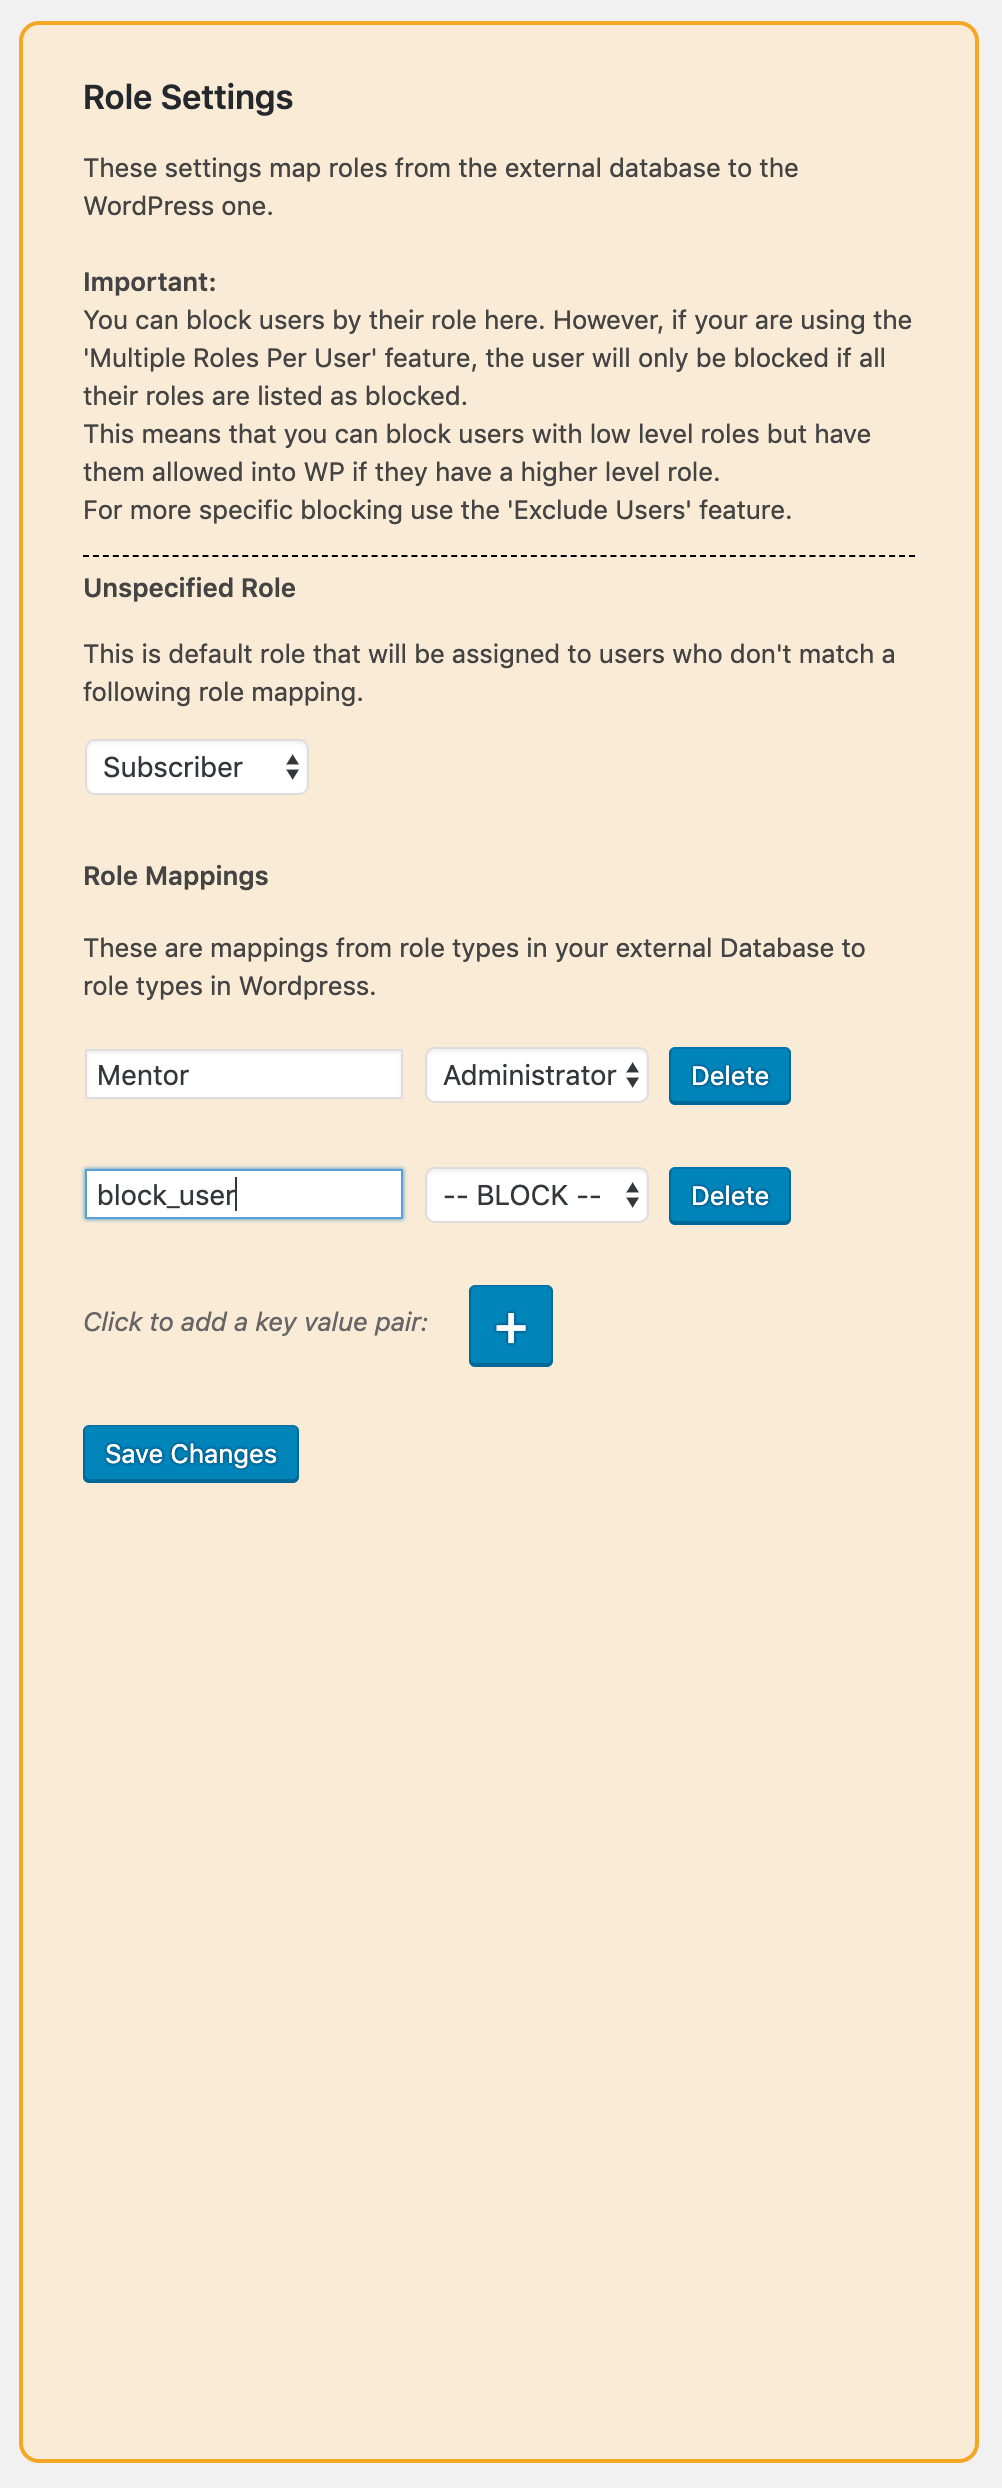 Role Settings
These settings map roles from the external database to the
WordPress one.
Important:
You can block users by their role here. However, if your are using the
'Multiple Roles Per User' feature, the user will only be blocked if all
their roles are listed as blocked.
This means that you can block users with low level roles but have
them allowed into WP if they have a higher level role.
For more specific blocking use the 'Exclude Users' feature.
Unspecified Role
This is default role that will be assigned to users who don't match a
following role mapping.
Subscriber
Role Mappings
These are mappings from role types in your external Database to
role types in Wordpress.
Mentor Administrator Delete
block_user -- BLOCK -- Delete
Click to add a key value pair: +
Save Changes